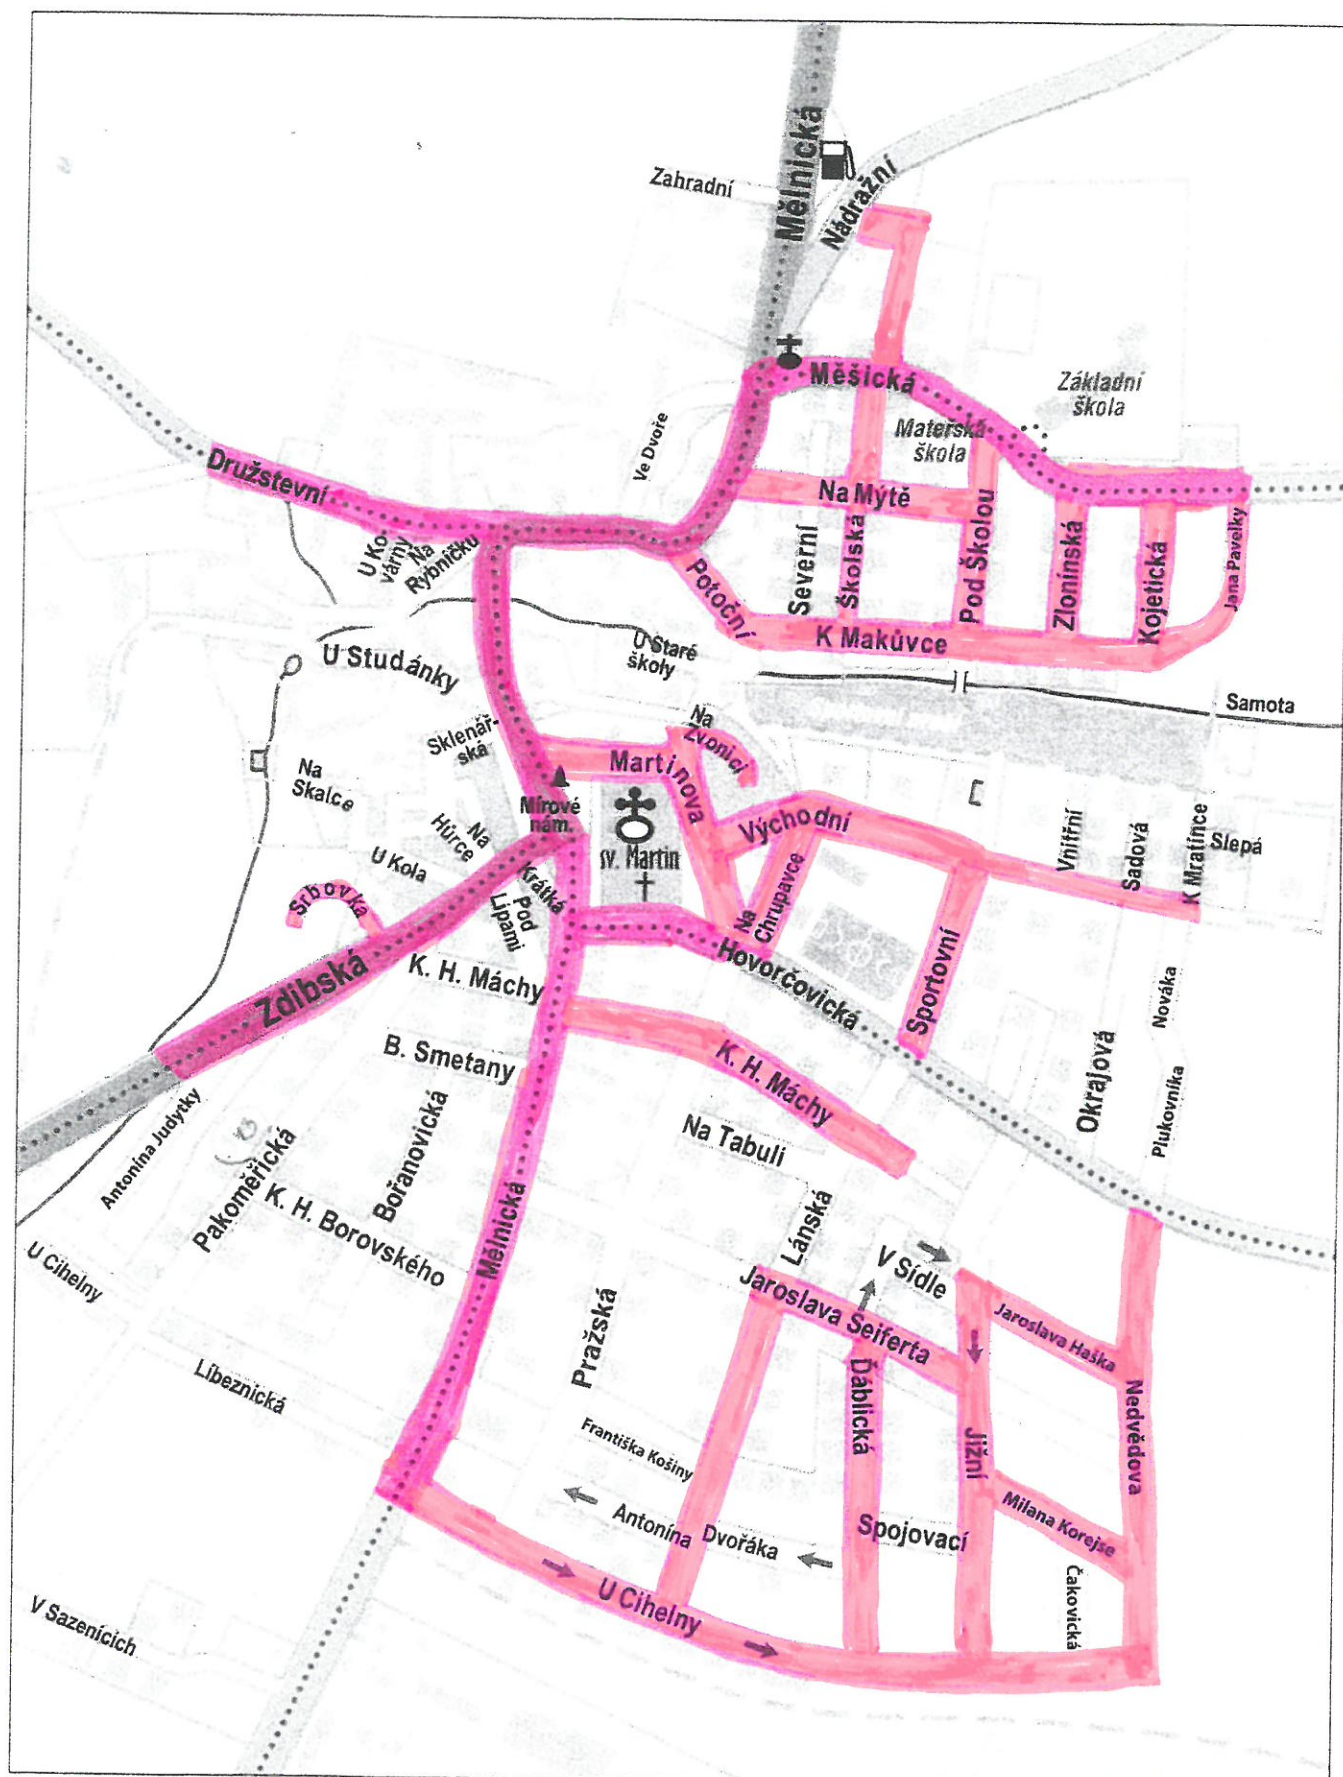 Mělnická
Nádražní
Zahradní
Měšická
Základní
škola
Mateřská
škola
Ve Dvoře
Družstevní
U Ko-
várny
Na
Rybníčku
Na Mýtě
Severní
Školská
Pod Školou
Zlonínská
Kojetická
Jana Pavelky
Potoční
K Makůvce
U Staré
školy
U Studánky
Samota
Sklenář-
ská
Na
Zvonici
Martinova
Na
Skalce
Mírové
nám.
Na
Hůrce
Východní
Vnitřní
Sadová
K Mratínce
Slepá
U Kola
sv. Martin
Krátká
Pod
Lipami
Na
Chrupavce
Srbovka
Zdibská
K. H. Máchy
Hovorčovická
Sportovní
Nováka
Plukovníka
Okrajová
B. Smetany
K. H. Máchy
Na Tabuli
Antonína Judytky
Pakoměřická
Bořanovická
K. H. Borovského
Mělnická
Lánská
V Sídle
U Cihelny
Jaroslava Seiferta
Jaroslava Haška
Pražská
Líbeznická
Ďáblická
Jižní
Nedvědova
Františka Košiny
Milana Korejse
Antonína Dvořáka
Spojovací
Čakovická
U Cihelny
V Sazenících